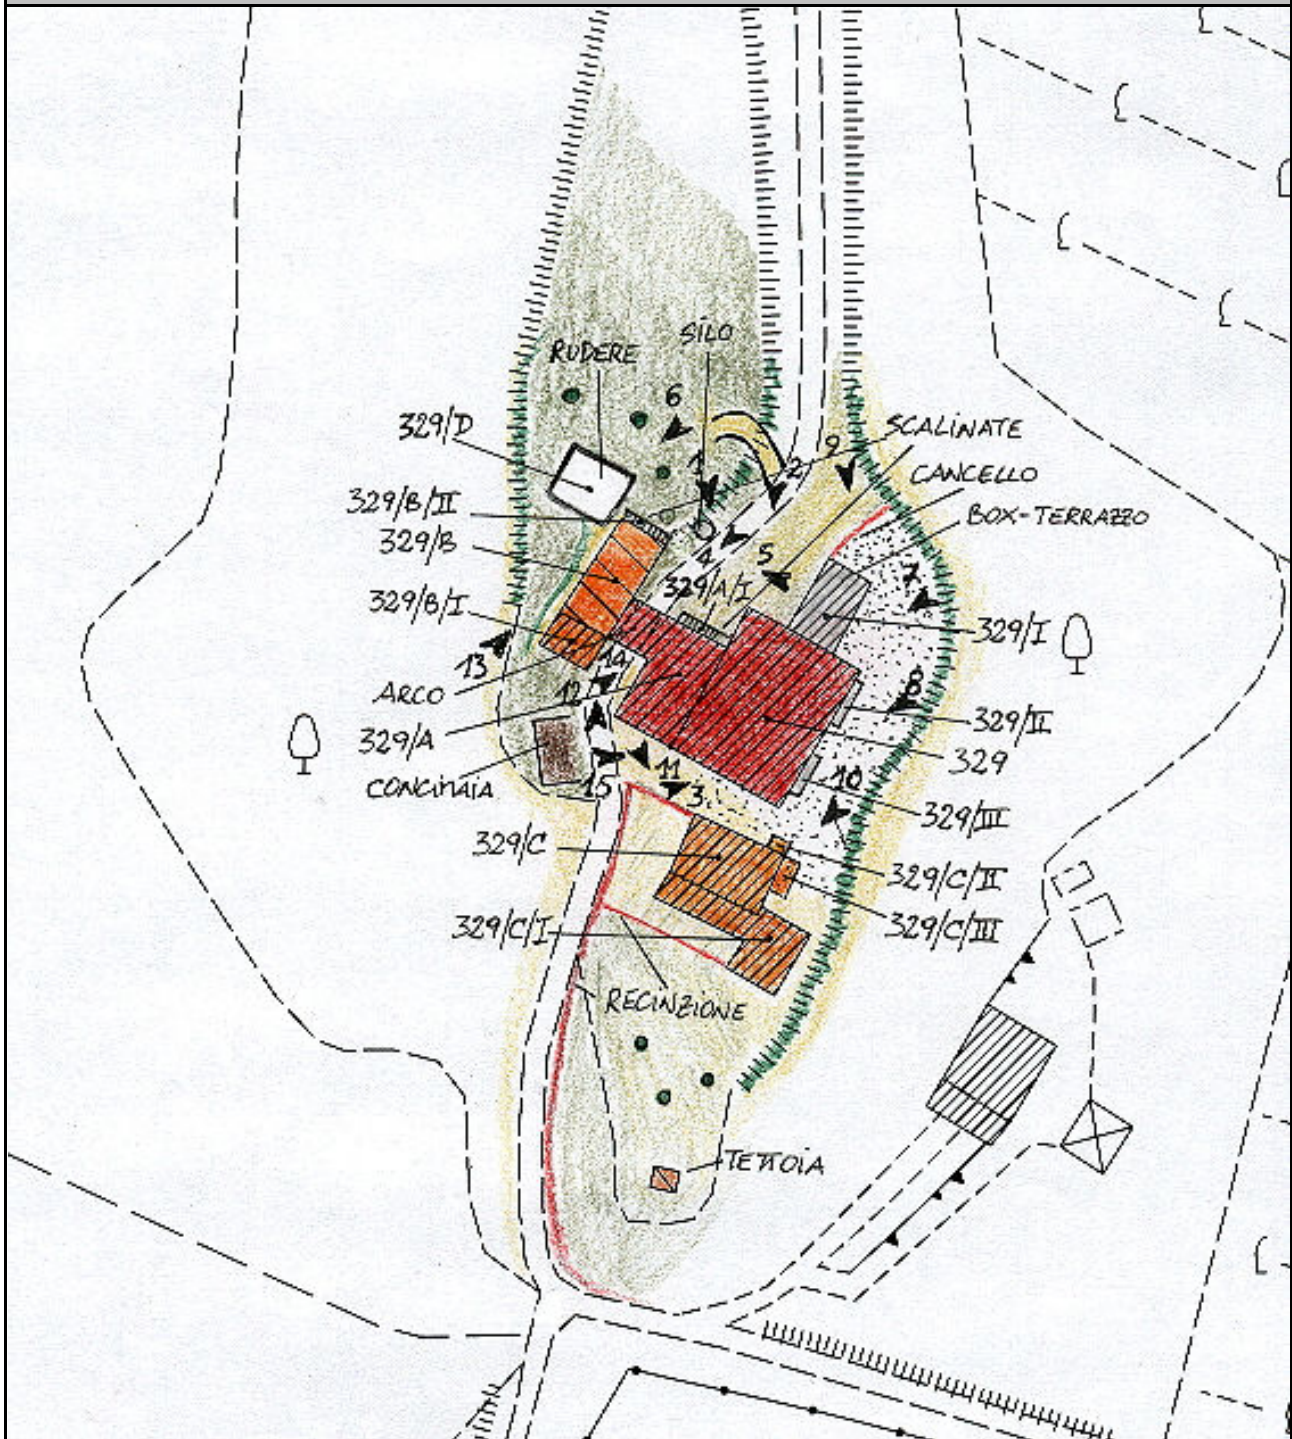 SILO
RUDERE
6
329/D
SCALINATE
9
1
2
CANCELLO
329/B/II
BOX-TERRAZZO
329/B
4
5
7
329/A/I
329/B/I
329/I
13
14
ARCO
12
8
329/II
329/A
329
11
10
CONCIMAIA
15
3
329/III
329/C
329/C/II
329/C/I
329/C/III
RECINZIONE
TETTOIA